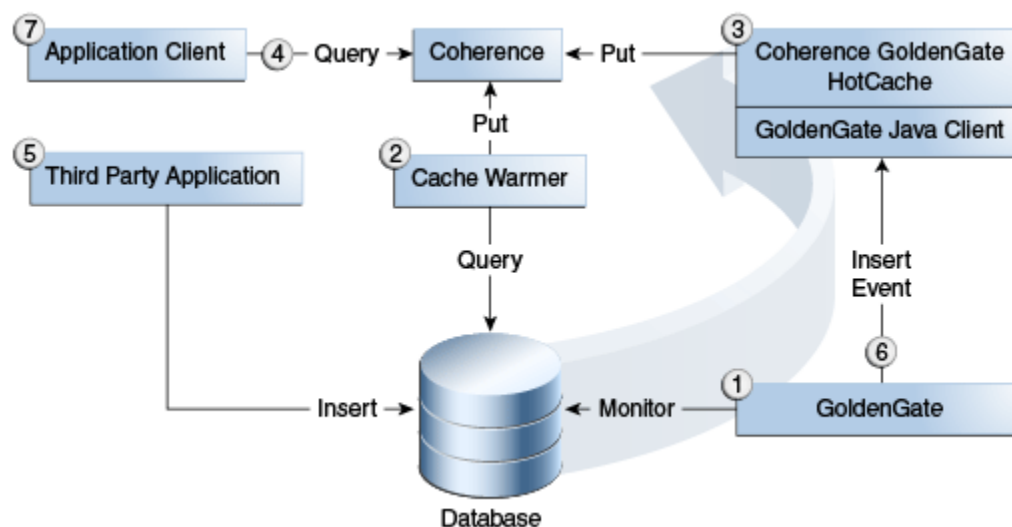 7
Application Client
4
Query
Coherence
Put
3
Coherence GoldenGate
HotCache
GoldenGate Java Client
Put
5
Third Party Application
2
Cache Warmer
Query
Insert
Event
6
Insert
Monitor
1
GoldenGate
Database